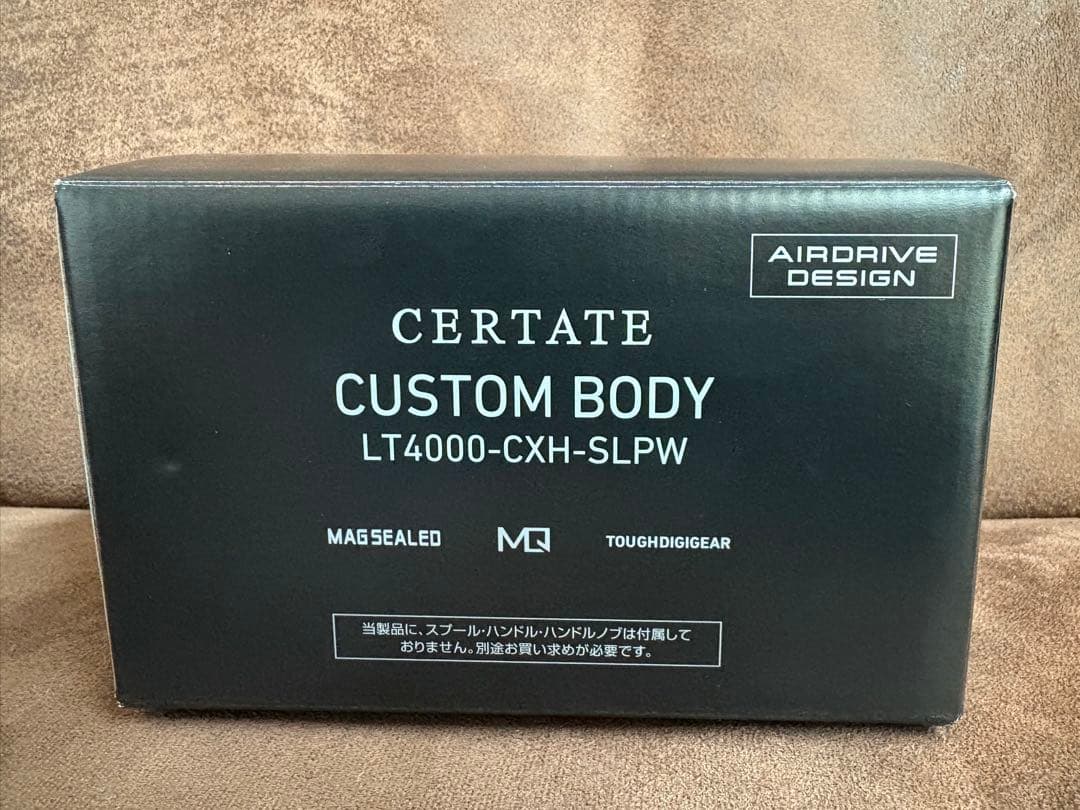 AIRDRIVE
DESIGN
CERTATE
CUSTOM BODY
LT4000-CXH-SLPW
MAGSEALED MQ TOUGHDIGIGEAR
当製品に、スプール・ハンドル・ハンドルノブは付属して
おりません。別途お買い求めが必要です。